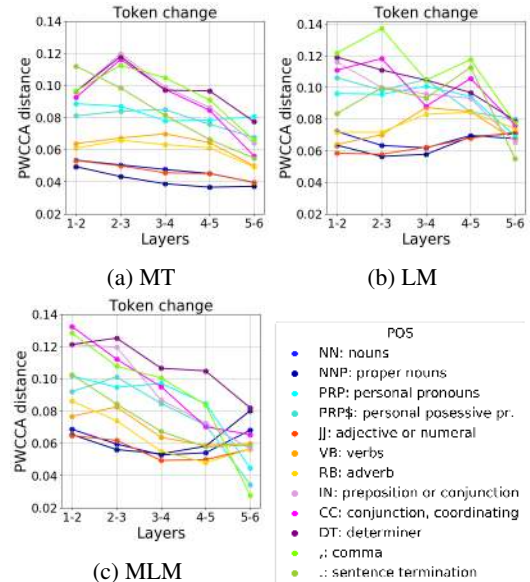 Token change
PWCCA distance
0.14
0.12
0.10
0.08
0.06
0.04
0.02
1-2 2-3 3-4 4-5 5-6
Layers
(a) MT
Token change
PWCCA distance
0.14
0.12
0.10
0.08
0.06
0.04
0.02
1-2 2-3 3-4 4-5 5-6
Layers
(b) LM
Token change
PWCCA distance
0.14
0.12
0.10
0.08
0.06
0.04
0.02
1-2 2-3 3-4 4-5 5-6
Layers
(c) MLM
POS
NN: nouns
NNP: proper nouns
PRP: personal pronouns
PRP$: personal posessive pr.
JJ: adjective or numeral
VB: verbs
RB: adverb
IN: preposition or conjunction
CC: conjunction, coordinating
DT: determiner
,: comma
.: sentence termination